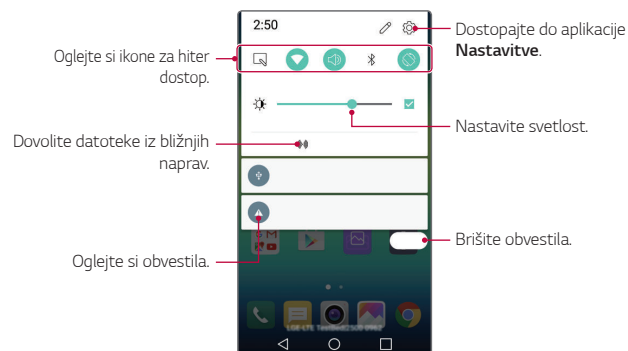 2:50
Dostopajte do aplikacije
Nastavitve.
Oglejte si ikone za hiter
dostop.
Nastavite svetlost.
Dovolite datoteke iz bližnjih
naprav.
Brišite obvestila.
Oglejte si obvestila.